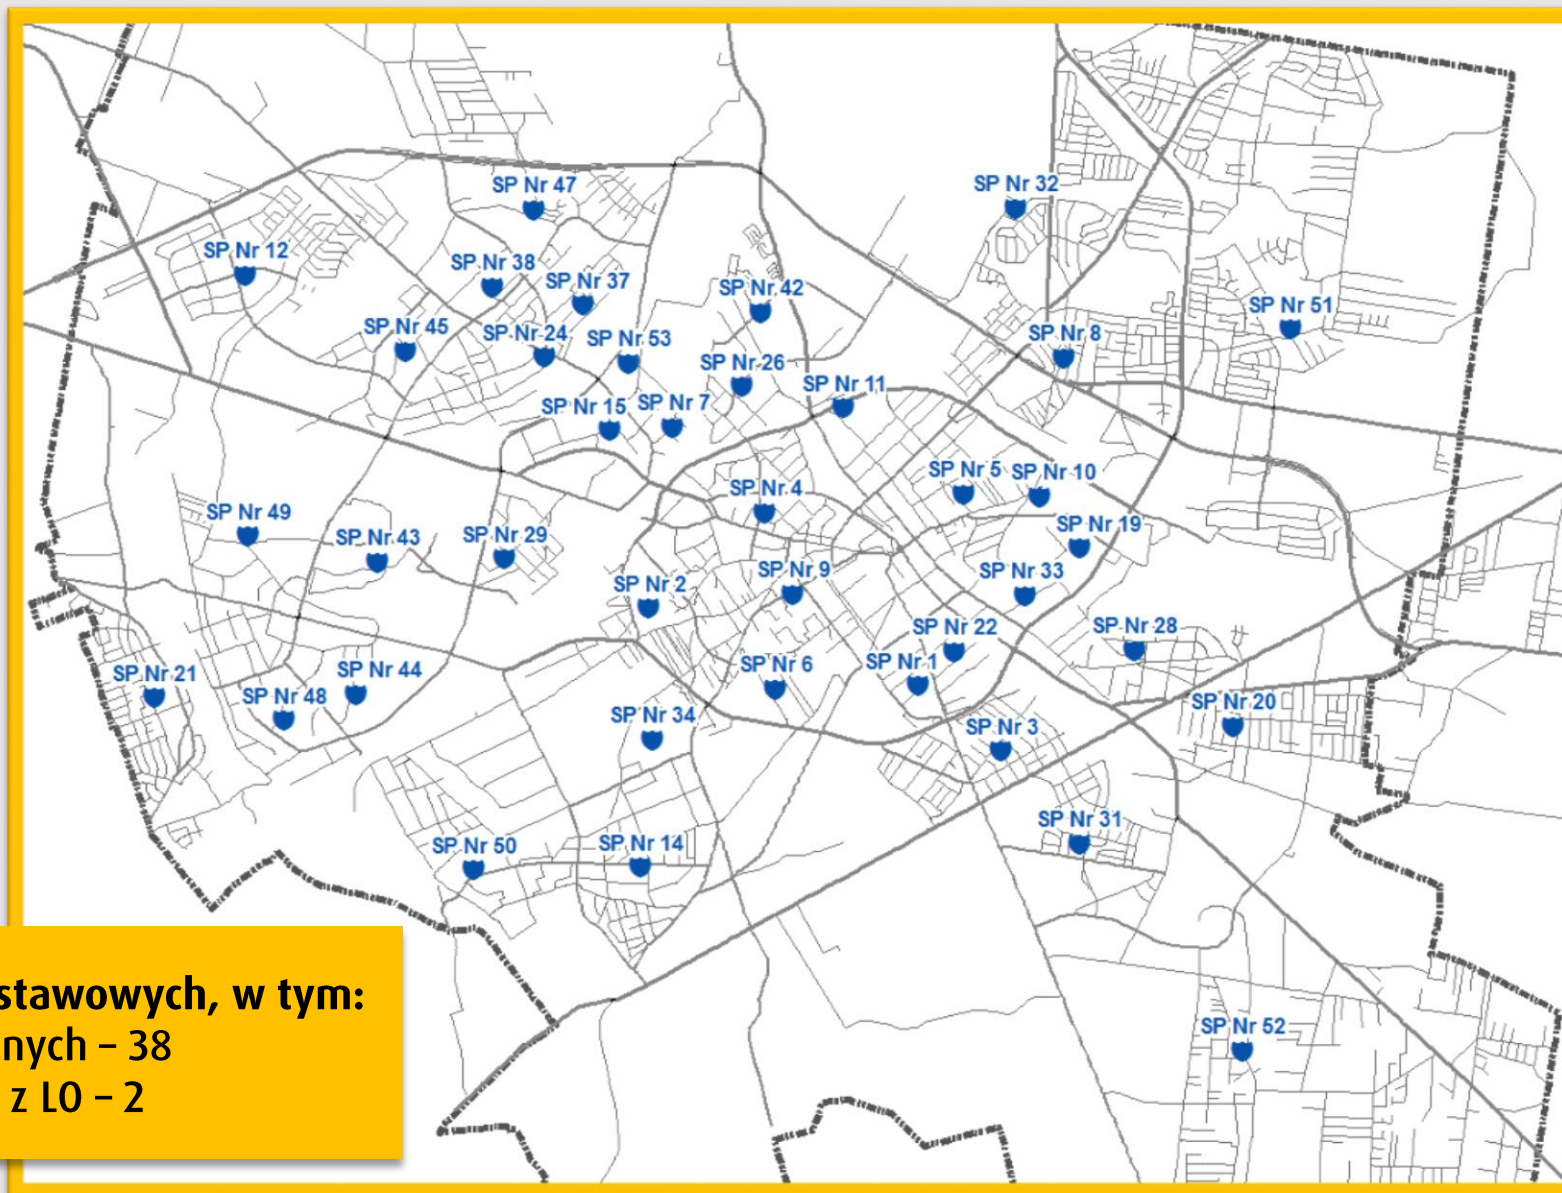 SP Nr 47
SP Nr 32
SP Nr 12
SP Nr 38
SP Nr 37
SP Nr 42
SP Nr 51
SP Nr 45
SP Nr 24
SP Nr 53
SP Nr 8
SP Nr 26
SP Nr 11
SP Nr 15
SP Nr 7
SP Nr 5
SP Nr 10
SP Nr 4
SP Nr 49
SP Nr 43
SP Nr 29
SP Nr 19
SP Nr 9
SP Nr 33
SP Nr 2
SP Nr 22
SP Nr 28
SP Nr 21
SP Nr 44
SP Nr 6
SP Nr 1
SP Nr 48
SP Nr 34
SP Nr 20
SP Nr 3
SP Nr 31
SP Nr 50
SP Nr 14
SP Nr 52
stawowych, w tym:
nych – 38
z LO – 2